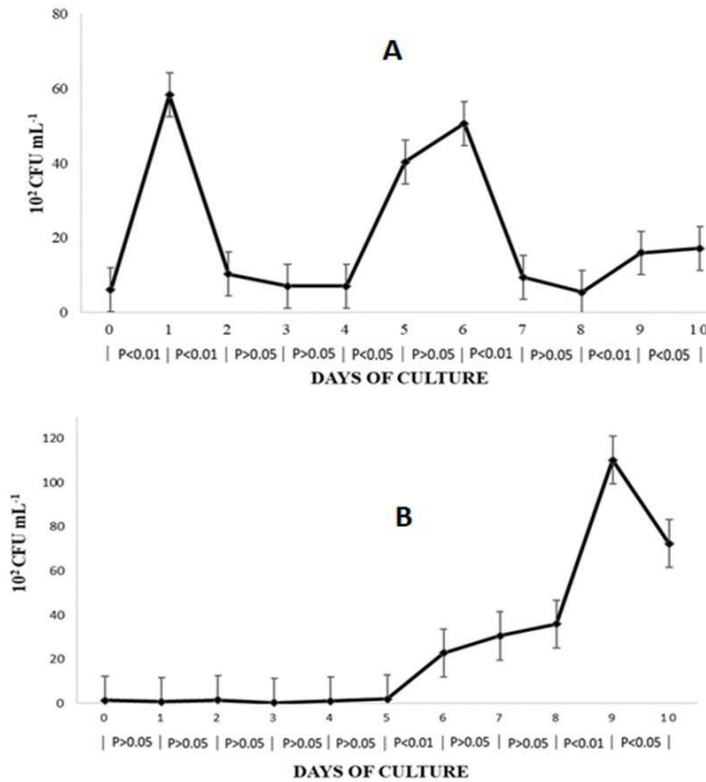 80
A
60
40
20
0
10² CFU mL⁻¹
0 1 2 3 4 5 6 7 8 9 10
| P<0.01 | P<0.01 | P>0.05 | P>0.05 | P<0.05 | P>0.05 | P<0.01 | P>0.05 | P<0.01 | P<0.05 |
DAYS OF CULTURE
120
100
80
B
60
40
20
0
10² CFU mL⁻¹
0 1 2 3 4 5 6 7 8 9 10
| P>0.05 | P>0.05 | P>0.05 | P>0.05 | P>0.05 | P<0.01 | P>0.05 | P>0.05 | P<0.01 | P<0.05 |
DAYS OF CULTURE